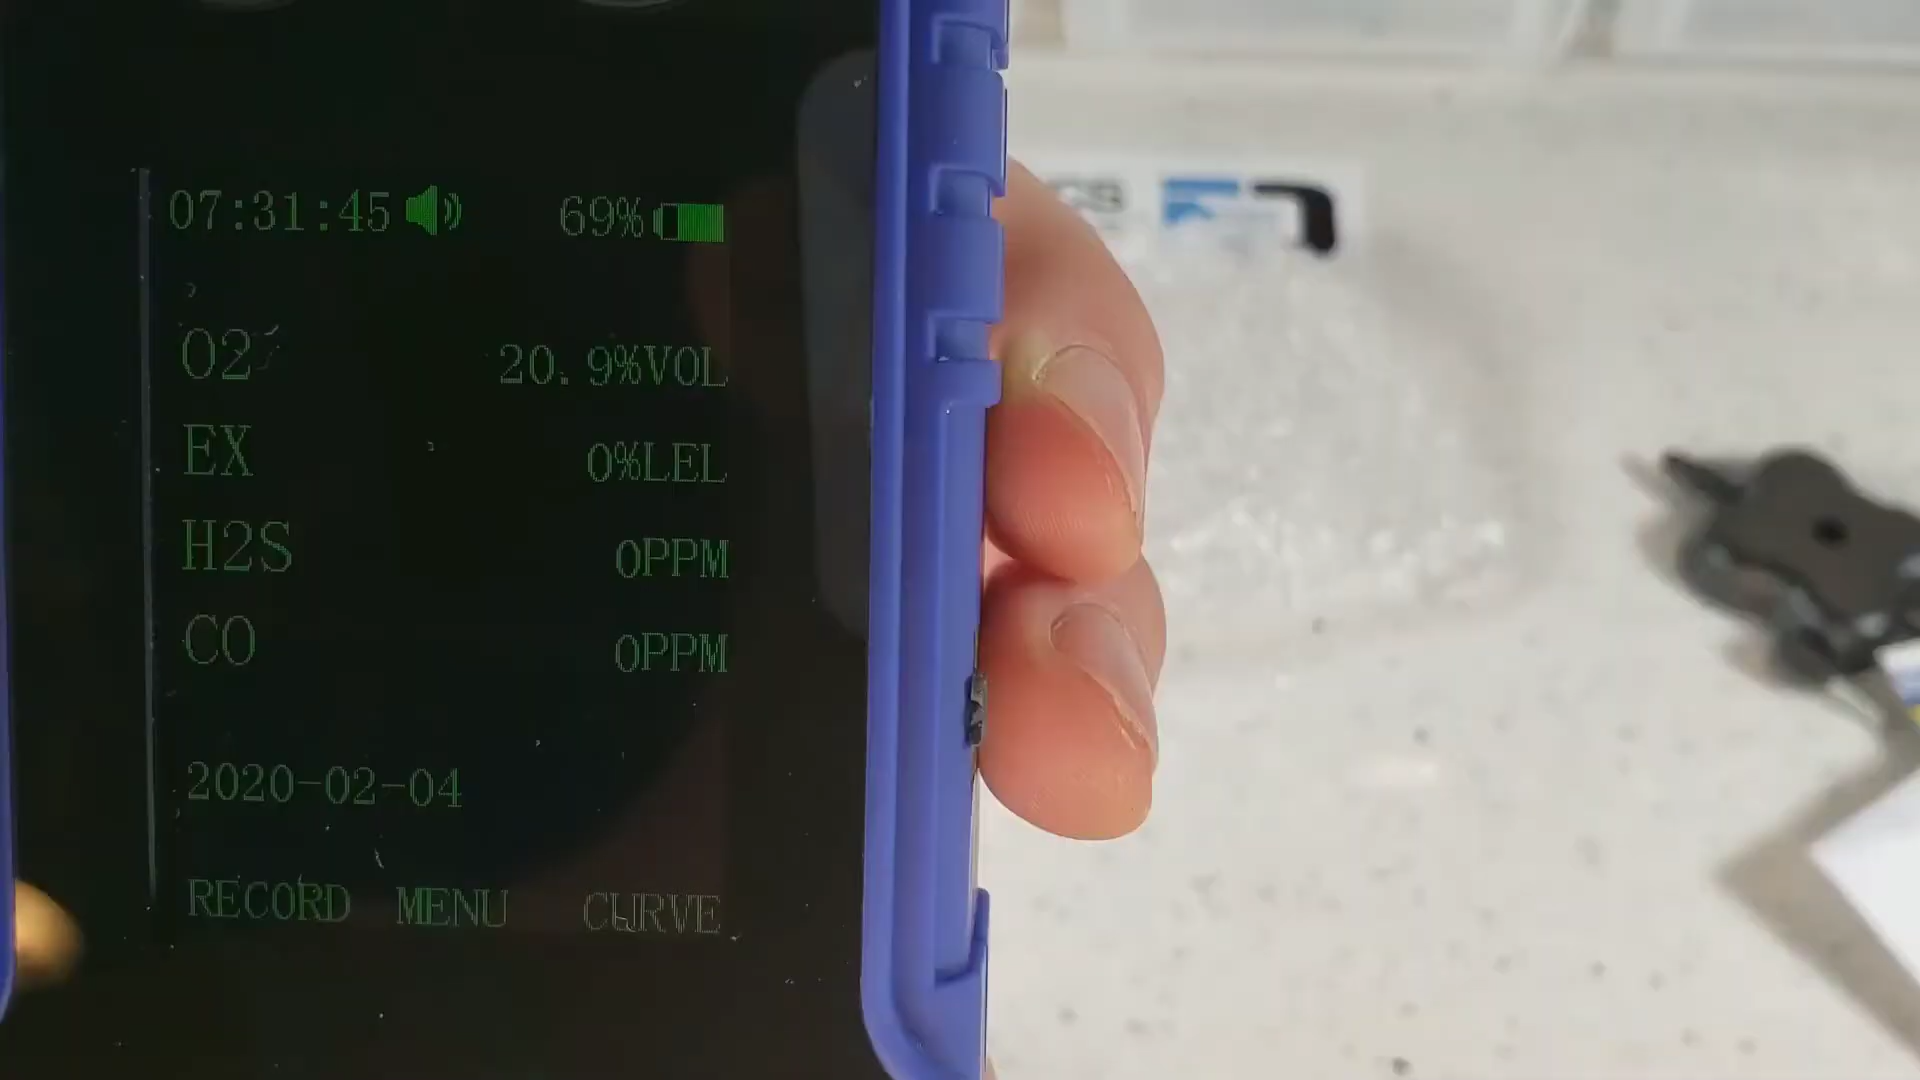 07:31:45 69%
O2 20.9%VOL
EX 0%LEL
H2S 0PPM
CO 0PPM
2020-02-04
RECORD MENU CURVE